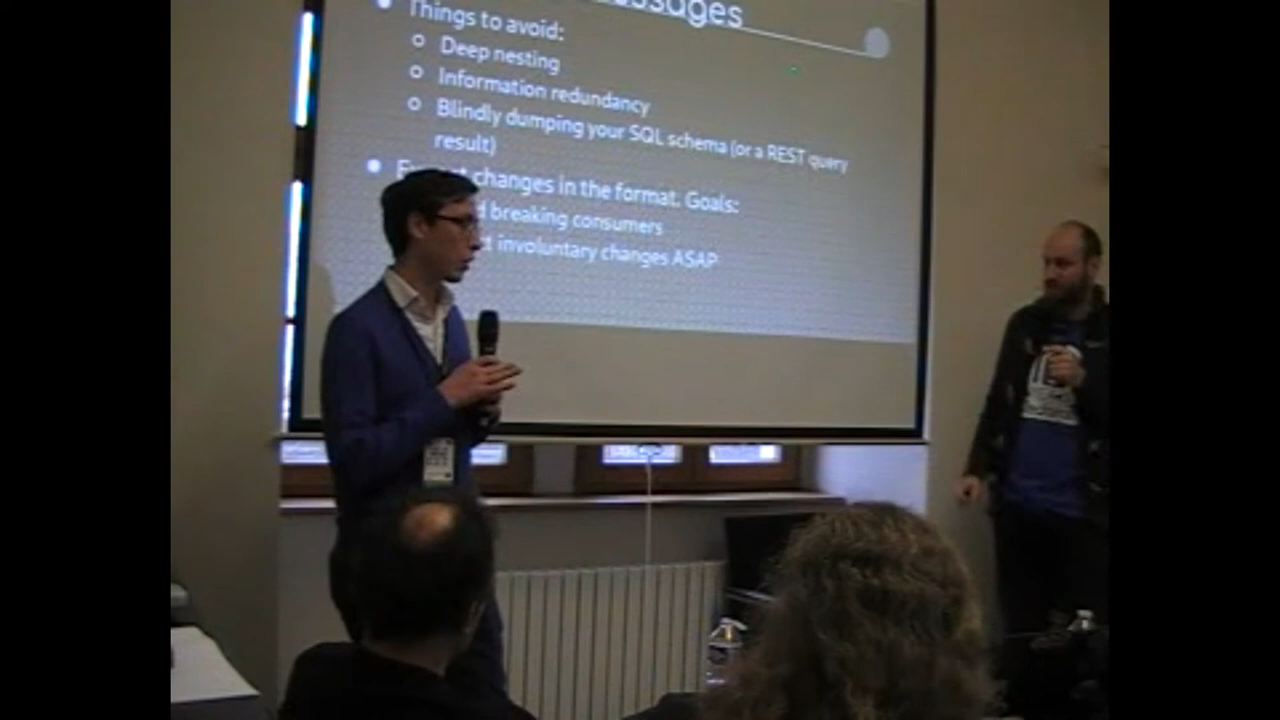 Things to avoid:
Deep nesting
Information redundancy
Blindly dumping your SQL schema (or a REST query
result)
changes in the format. Goals:
breaking consumers
involuntary changes ASAP